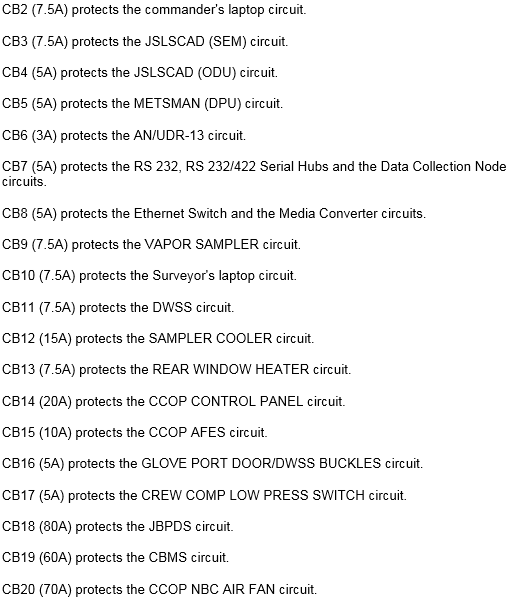 CB2 (7.5A) protects the commander's laptop circuit.
CB3 (7.5A) protects the JSLSCAD (SEM) circuit.
CB4 (5A) protects the JSLSCAD (ODU) circuit.
CB5 (5A) protects the METSMAN (DPU) circuit.
CB6 (3A) protects the AN/UDR-13 circuit.
CB7 (5A) protects the RS 232, RS 232/422 Serial Hubs and the Data Collection Node
circuits.
CB8 (5A) protects the Ethernet Switch and the Media Converter circuits.
CB9 (7.5A) protects the VAPOR SAMPLER circuit.
CB10 (7.5A) protects the Surveyor's laptop circuit.
CB11 (7.5A) protects the DWSS circuit.
CB12 (15A) protects the SAMPLER COOLER circuit.
CB13 (7.5A) protects the REAR WINDOW HEATER circuit.
CB14 (20A) protects the CCOP CONTROL PANEL circuit.
CB15 (10A) protects the CCOP AFES circuit.
CB16 (5A) protects the GLOVE PORT DOOR/DWSS BUCKLES circuit.
CB17 (5A) protects the CREW COMP LOW PRESS SWITCH circuit.
CB18 (80A) protects the JBPDS circuit.
CB19 (60A) protects the CBMS circuit.
CB20 (70A) protects the CCOP NBC AIR FAN circuit.